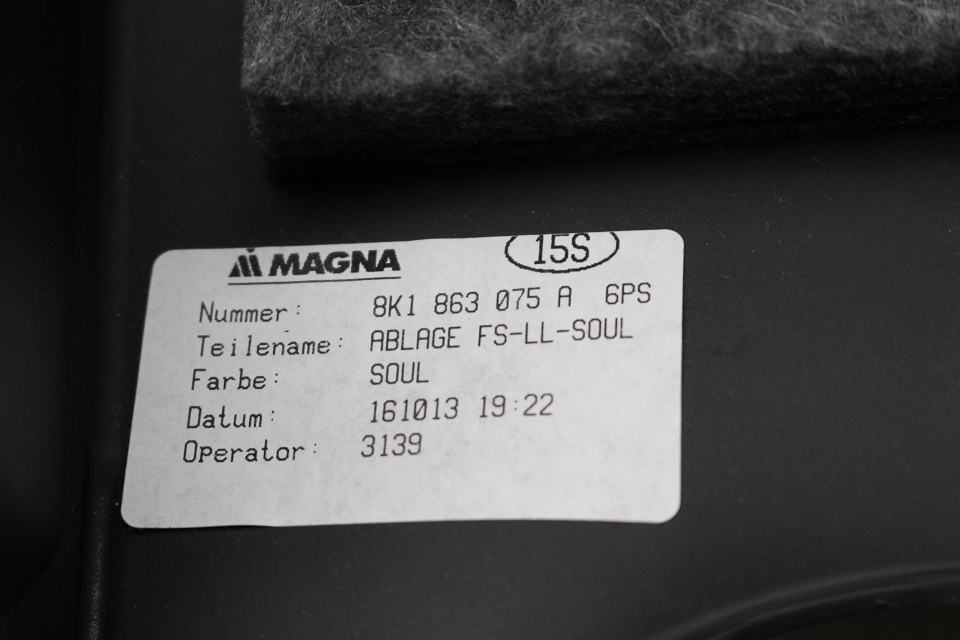 MAGNA 15S
Nummer: 8K1 863 075 A 6PS
Teilename: ABLAGE FS-LL-SOUL
Farbe: SOUL
Datum: 161013 19:22
Operator: 3139